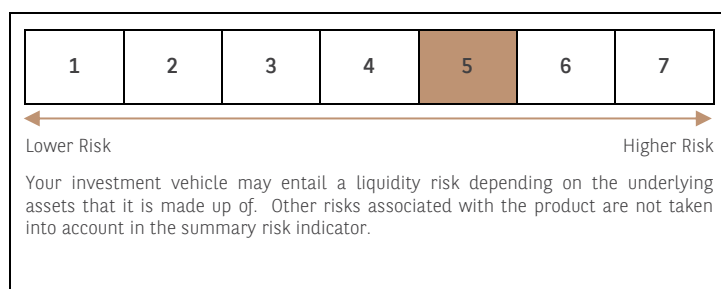 1 2 3 4 5 6 7
Lower Risk Higher Risk
Your investment vehicle may entail a liquidity risk depending on the underlying
assets that it is made up of.  Other risks associated with the product are not taken
into account in the summary risk indicator.